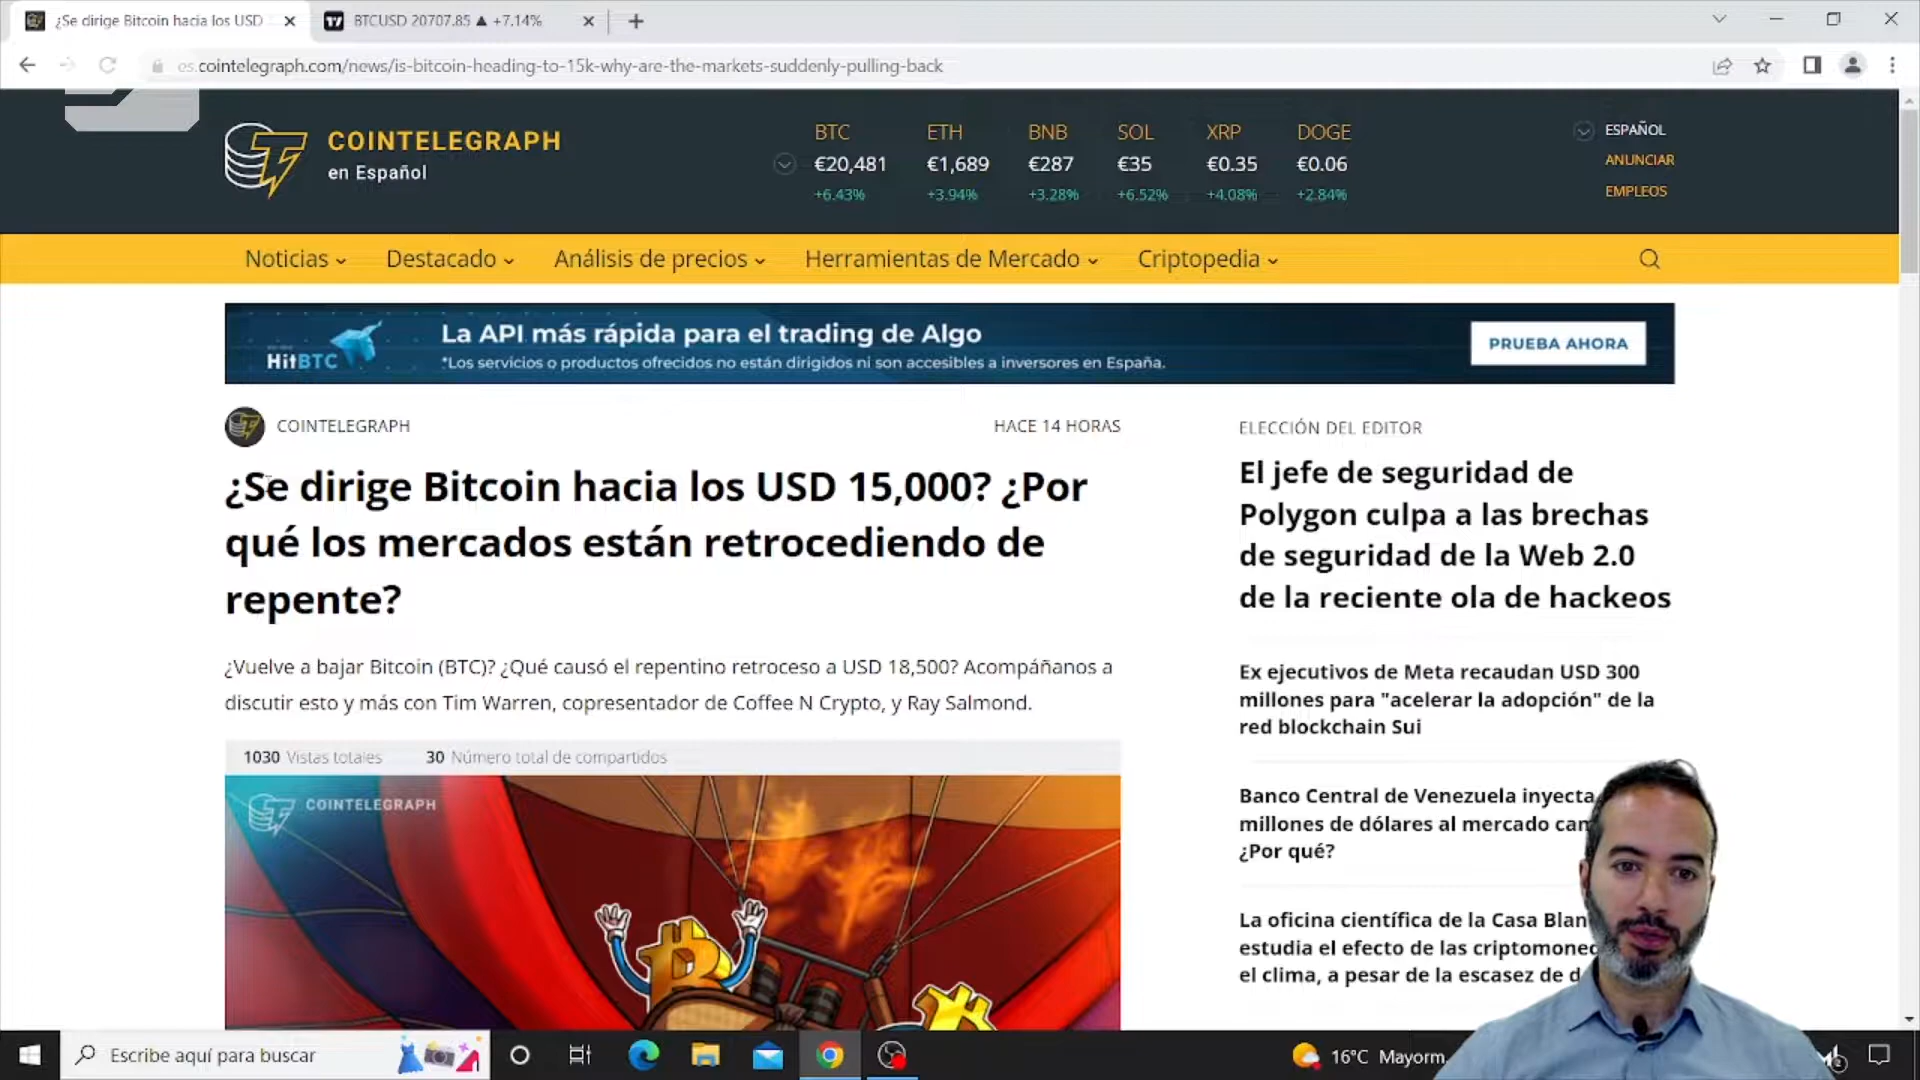 ¿Se dirige Bitcoin hacia los USD
BTCUSD 20707.85 ▲ +7.14%
es.cointelegraph.com/news/is-bitcoin-heading-to-15k-why-are-the-markets-suddenly-pulling-back
COINTELEGRAPH
en Español
BTC ETH BNB SOL XRP DOGE
€20,481 €1,689 €287 €35 €0.35 €0.06
+6.43% +3.94% +3.28% +6.52% +4.08% +2.84%
ESPAÑOL
ANUNCIAR
EMPLEOS
Noticias Destacado Análisis de precios Herramientas de Mercado Criptopedia
HitBTC
La API más rápida para el trading de Algo
*Los servicios o productos ofrecidos no están dirigidos ni son accesibles a inversores en España.
PRUEBA AHORA
COINTELEGRAPH
HACE 14 HORAS
¿Se dirige Bitcoin hacia los USD 15,000? ¿Por
qué los mercados están retrocediendo de
repente?
¿Vuelve a bajar Bitcoin (BTC)? ¿Qué causó el repentino retroceso a USD 18,500? Acompáñanos a
discutir esto y más con Tim Warren, copresentador de Coffee N Crypto, y Ray Salmond.
1030 Vistas totales 30 Número total de compartidos
COINTELEGRAPH
ELECCIÓN DEL EDITOR
El jefe de seguridad de
Polygon culpa a las brechas
de seguridad de la Web 2.0
de la reciente ola de hackeos
Ex ejecutivos de Meta recaudan USD 300
millones para "acelerar la adopción" de la
red blockchain Sui
Banco Central de Venezuela inyecta
millones de dólares al mercado cam
¿Por qué?
La oficina científica de la Casa Blan
estudia el efecto de las criptomoned
el clima, a pesar de la escasez de d
Escribe aquí para buscar
16°C Mayorm.